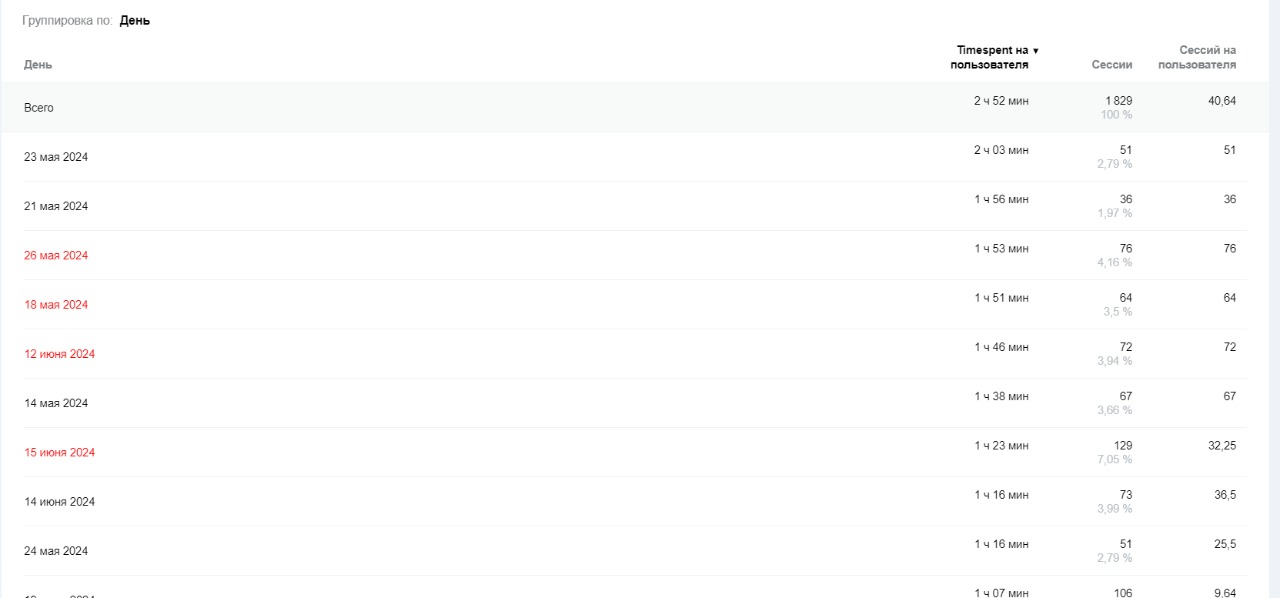 Группировка по: День
День
Timespent на ▼
пользователя
Сессии
Сессий на
пользователя
Всего
2 ч 52 мин
1 829
100 %
40,64
23 мая 2024
2 ч 03 мин
51
2,79 %
51
21 мая 2024
1 ч 56 мин
36
1,97 %
36
26 мая 2024
1 ч 53 мин
76
4,16 %
76
18 мая 2024
1 ч 51 мин
64
3,5 %
64
12 июня 2024
1 ч 46 мин
72
3,94 %
72
14 мая 2024
1 ч 38 мин
67
3,66 %
67
15 июня 2024
1 ч 23 мин
129
7,05 %
32,25
14 июня 2024
1 ч 16 мин
73
3,99 %
36,5
24 мая 2024
1 ч 16 мин
51
2,79 %
25,5
1 ч 07 мин
106
9,64